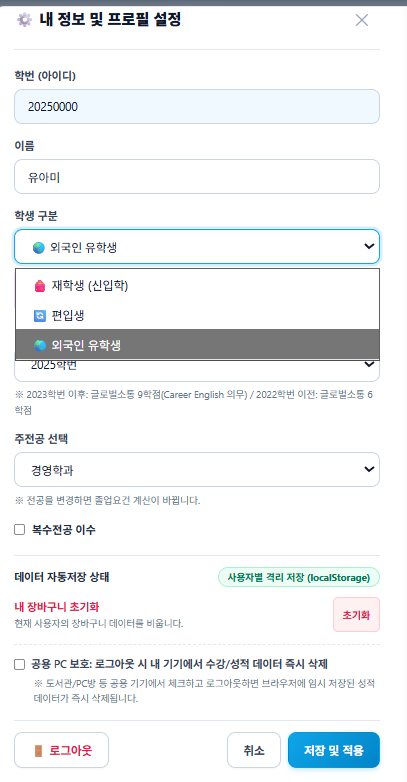 내 정보 및 프로필 설정
학번 (아이디)
20250000
이름
유아미
학생 구분
외국인 유학생
재학생 (신입학)
편입생
외국인 유학생
2025학번
※ 2023학번 이후: 글로벌소통 9학점(Career English 의무) / 2022학번 이전: 글로벌소통 6
학점
주전공 선택
경영학과
※ 전공을 변경하면 졸업요건 계산이 바뀝니다.
복수전공 이수
데이터 자동저장 상태
사용자별 격리 저장 (localStorage)
내 장바구니 초기화
현재 사용자의 장바구니 데이터를 비웁니다.
초기화
공용 PC 보호: 로그아웃 시 내 기기에서 수강/성적 데이터 즉시 삭제
※ 도서관/PC방 등 공용 기기에서 체크하고 로그아웃하면 브라우저에 임시 저장된 성적
데이터가 즉시 삭제됩니다.
로그아웃
취소
저장 및 적용